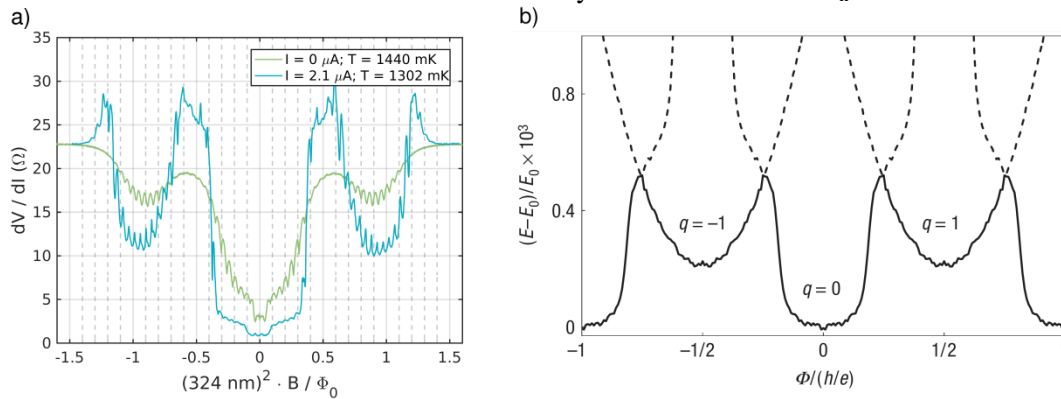 a)
35
30
25
20
15
10
5
0
dV / dI (Ω)
I = 0 μA; T = 1440 mK
I = 2.1 μA; T = 1302 mK
-1.5 -1 -0.5 0 0.5 1 1.5
(324 nm)² · B / Φ₀
b)
0.8
0.4
0
(E−E₀)/E₀ × 10³
q = −1
q = 1
q = 0
−1 −1/2 0 1/2
Φ/(h/e)